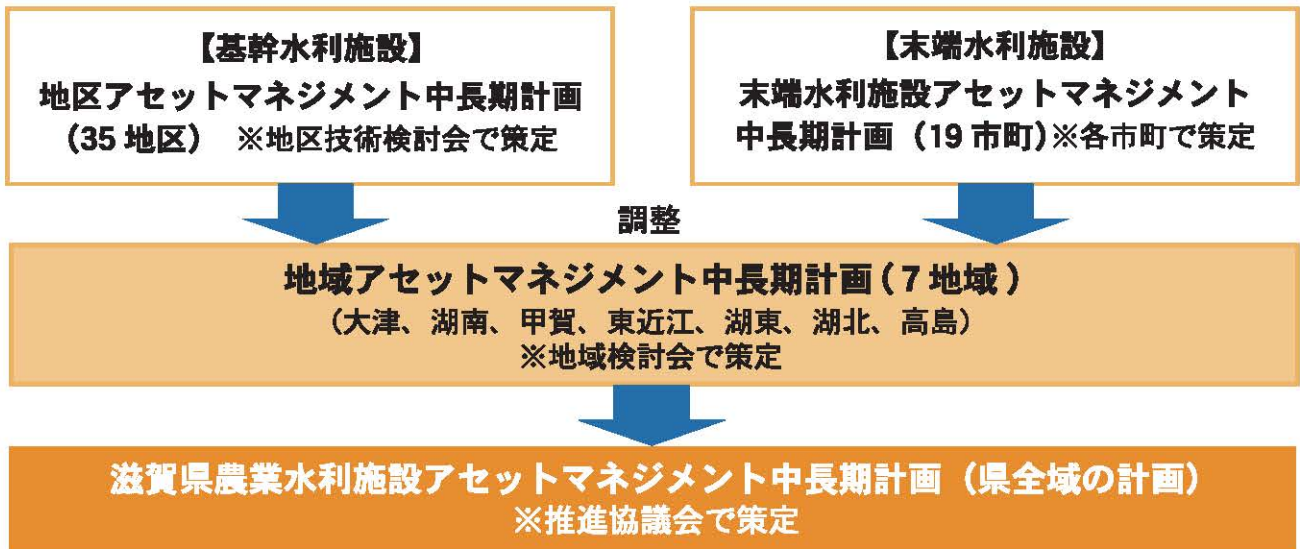 【基幹水利施設】
地区アセットマネジメント中長期計画
（35 地区） ※地区技術検討会で策定
【末端水利施設】
末端水利施設アセットマネジメント
中長期計画（19 市町）※各市町で策定
調整
地域アセットマネジメント中長期計画（7 地域）
（大津、湖南、甲賀、東近江、湖東、湖北、高島）
※地域検討会で策定
滋賀県農業水利施設アセットマネジメント中長期計画（県全域の計画）
※推進協議会で策定